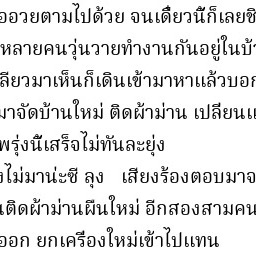 ออวยตามไปด้วย จนเดี๋ยวนี้ก็เลยชิ
หลายคนวุ่นวายทำงานกันอยู่ในบ้า
ลียวมาเห็นก็เดินเข้ามาหาแล้วบอก
มาจัดบ้านใหม่ ติดผ้าม่าน เปลี่ยนแ
พรุ่งนี้เสร็จไม่ทันละยุ่ง
งไม่มาน่ะซี ลุง   เสียงร้องตอบมาจ
นติดผ้าม่านผืนใหม่ อีกสองสามคน
ออก ยกเครื่องใหม่เข้าไปแทน